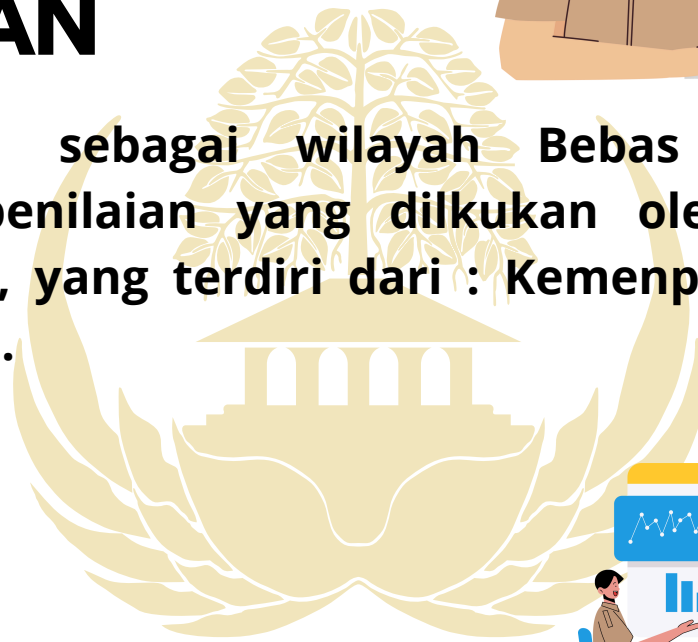 AN
sebagai wilayah Bebas
penilaian yang dilkukan ole
, yang terdiri dari : Kemenp
.